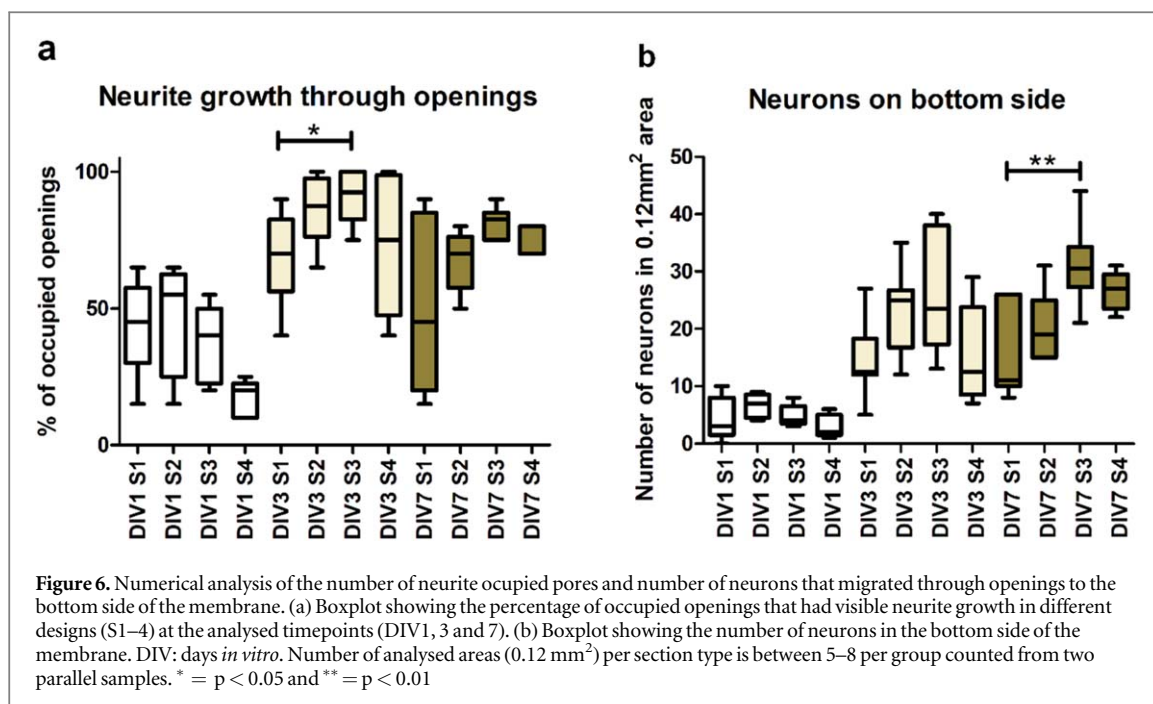 a
Neurite growth through openings
*
% of occupied openings
100
50
0
DIV1 S1
DIV1 S2
DIV1 S3
DIV1 S4
DIV3 S1
DIV3 S2
DIV3 S3
DIV3 S4
DIV7 S1
DIV7 S2
DIV7 S3
DIV7 S4
b
Neurons on bottom side
**
Number of neurons in 0.12mm² area
50
40
30
20
10
0
DIV1 S1
DIV1 S2
DIV1 S3
DIV1 S4
DIV3 S1
DIV3 S2
DIV3 S3
DIV3 S4
DIV7 S1
DIV7 S2
DIV7 S3
DIV7 S4
Figure 6. Numerical analysis of the number of neurite ocupied pores and number of neurons that migrated through openings to the
bottom side of the membrane. (a) Boxplot showing the percentage of occupied openings that had visible neurite growth in different
designs (S1–4) at the analysed timepoints (DIV1, 3 and 7). (b) Boxplot showing the number of neurons in the bottom side of the
membrane. DIV: days in vitro. Number of analysed areas (0.12 mm²) per section type is between 5–8 per group counted from two
parallel samples. * = p < 0.05 and ** = p < 0.01